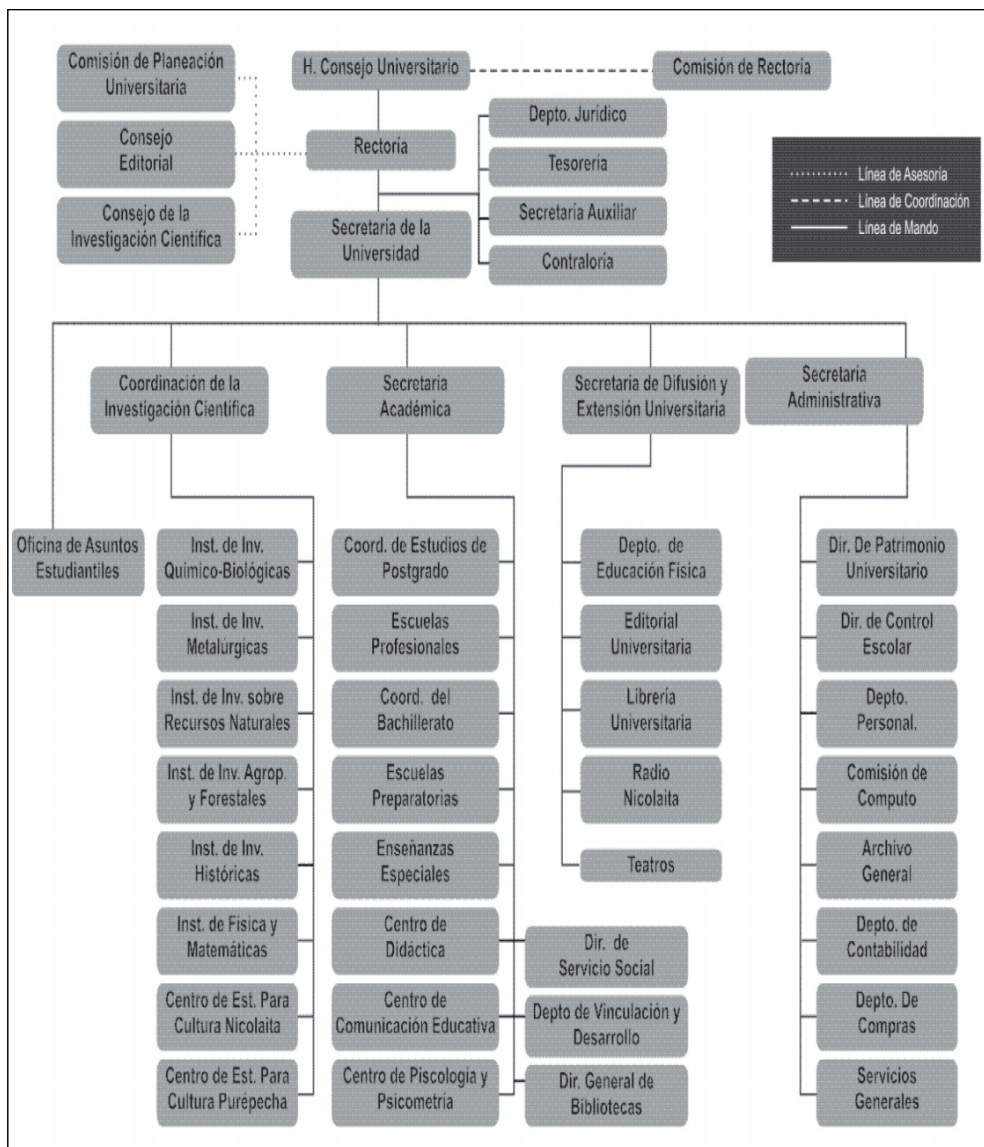 Comisión de Planeación
Universitaria
H. Consejo Universitario
Comisión de Rectoría
Consejo
Editorial
Rectoría
Depto. Jurídico
Tesorería
Consejo de la
Investigación Científica
Secretaría de la
Universidad
Secretaría Auxiliar
Contraloría
Línea de Asesoría
Línea de Coordinación
Línea de Mando
Coordinación de la
Investigación Científica
Secretaría
Académica
Secretaría de Difusión y
Extensión Universitaria
Secretaría
Administrativa
Oficina de Asuntos
Estudiantiles
Inst. de Inv.
Químico-Biológicas
Inst. de Inv.
Metalúrgicas
Inst. de Inv. sobre
Recursos Naturales
Inst. de Inv. Agrop.
y Forestales
Inst. de Inv.
Históricas
Inst. de Física y
Matemáticas
Centro de Est. Para
Cultura Nicolaita
Centro de Est. Para
Cultura Purépecha
Coord. de Estudios de
Postgrado
Escuelas
Profesionales
Coord. del
Bachillerato
Escuelas
Preparatorias
Enseñanzas
Especiales
Centro de
Didáctica
Centro de
Comunicación Educativa
Centro de Piscología y
Psicometría
Dir. de
Servicio Social
Depto de Vinculación y
Desarrollo
Dir. General de
Bibliotecas
Depto. de
Educación Física
Editorial
Universitaria
Librería
Universitaria
Radio
Nicolaita
Teatros
Dir. De Patrimonio
Universitario
Dir. de Control
Escolar
Depto.
Personal.
Comisión de
Computo
Archivo
General
Depto. de
Contabilidad
Depto. De
Compras
Servicios
Generales